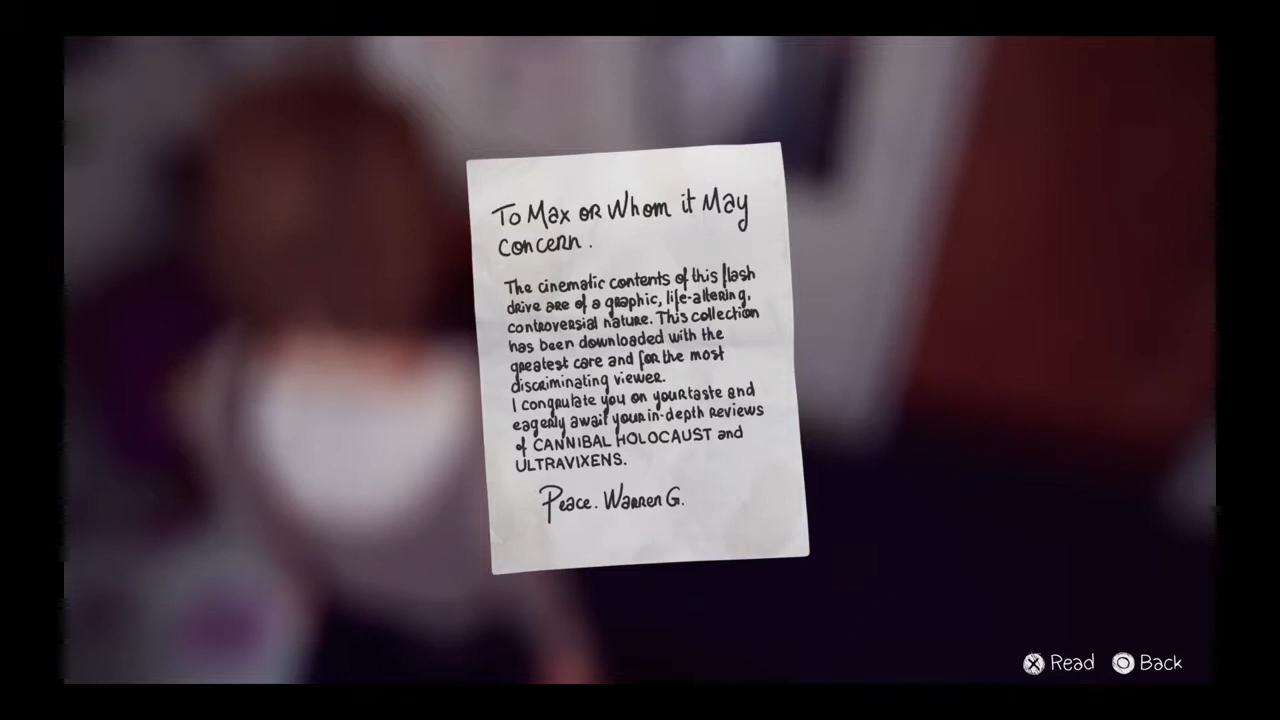 To Max or Whom it May
concern.
The cinematic contents of this flash
drive are of a graphic, life-altering,
controversial nature. This collection
has been downloaded with the
greatest care and for the most
discriminating viewer.
I congrulate you on your taste and
eagerly await your in-depth reviews
of CANNIBAL HOLOCAUST and
ULTRAVIXENS.
Peace. Warren G.
Read Back